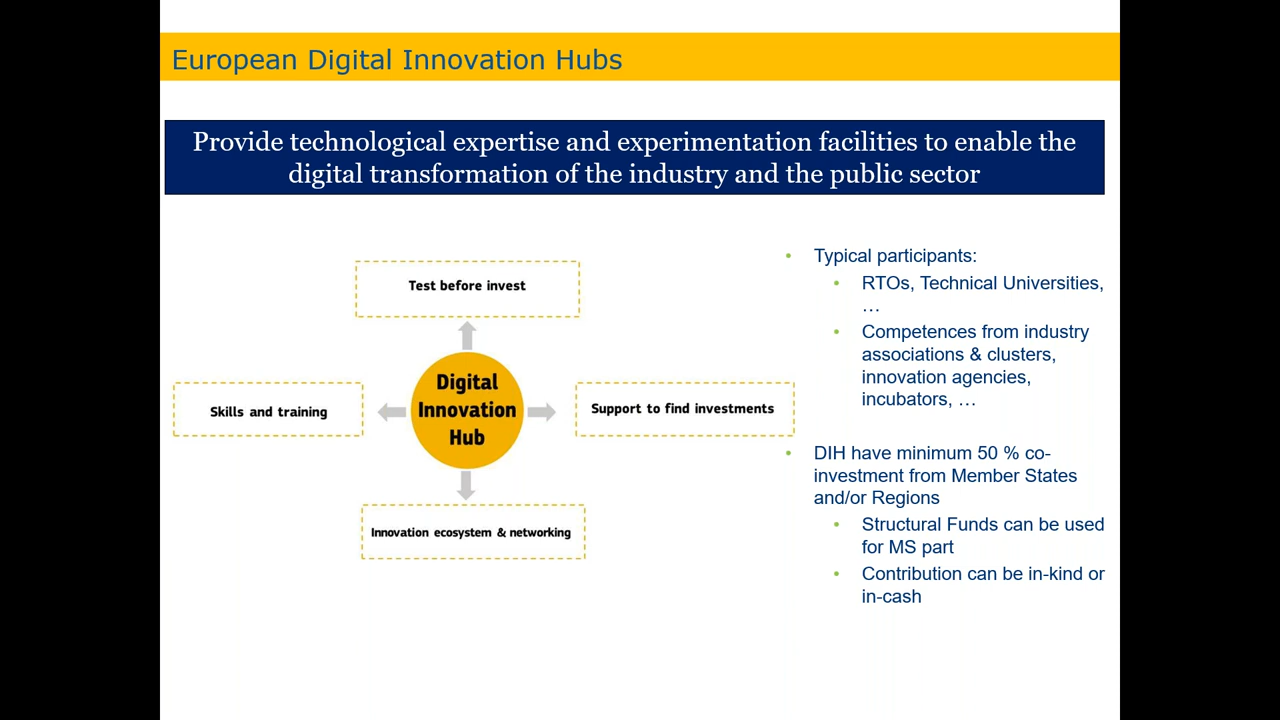 European Digital Innovation Hubs
Provide technological expertise and experimentation facilities to enable the
digital transformation of the industry and the public sector
Test before invest
Skills and training
Digital
Innovation
Hub
Support to find investments
Innovation ecosystem & networking
• Typical participants:
• RTOs, Technical Universities,
…
• Competences from industry
associations & clusters,
innovation agencies,
incubators, …
• DIH have minimum 50 % co-
investment from Member States
and/or Regions
• Structural Funds can be used
for MS part
• Contribution can be in-kind or
in-cash